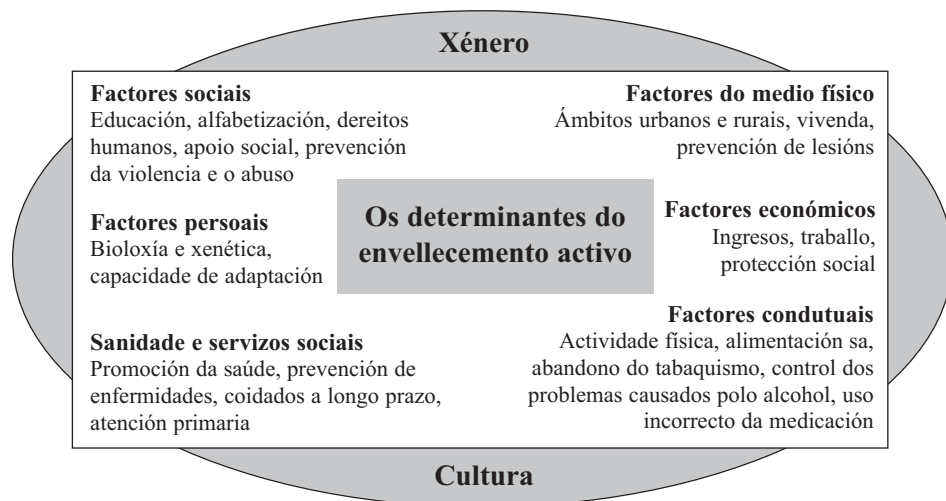 Xénero
Factores sociais
Educación, alfabetización, dereitos
humanos, apoio social, prevención
da violencia e o abuso
Factores do medio físico
Ámbitos urbanos e rurais, vivenda,
prevención de lesións
Os determinantes do
envellecemento activo
Factores persoais
Bioloxía e xenética,
capacidade de adaptación
Factores económicos
Ingresos, traballo,
protección social
Sanidade e servizos sociais
Promoción da saúde, prevención de
enfermidades, coidados a longo prazo,
atención primaria
Factores condutuais
Actividade física, alimentación sa,
abandono do tabaquismo, control dos
problemas causados polo alcohol, uso
incorrecto da medicación
Cultura